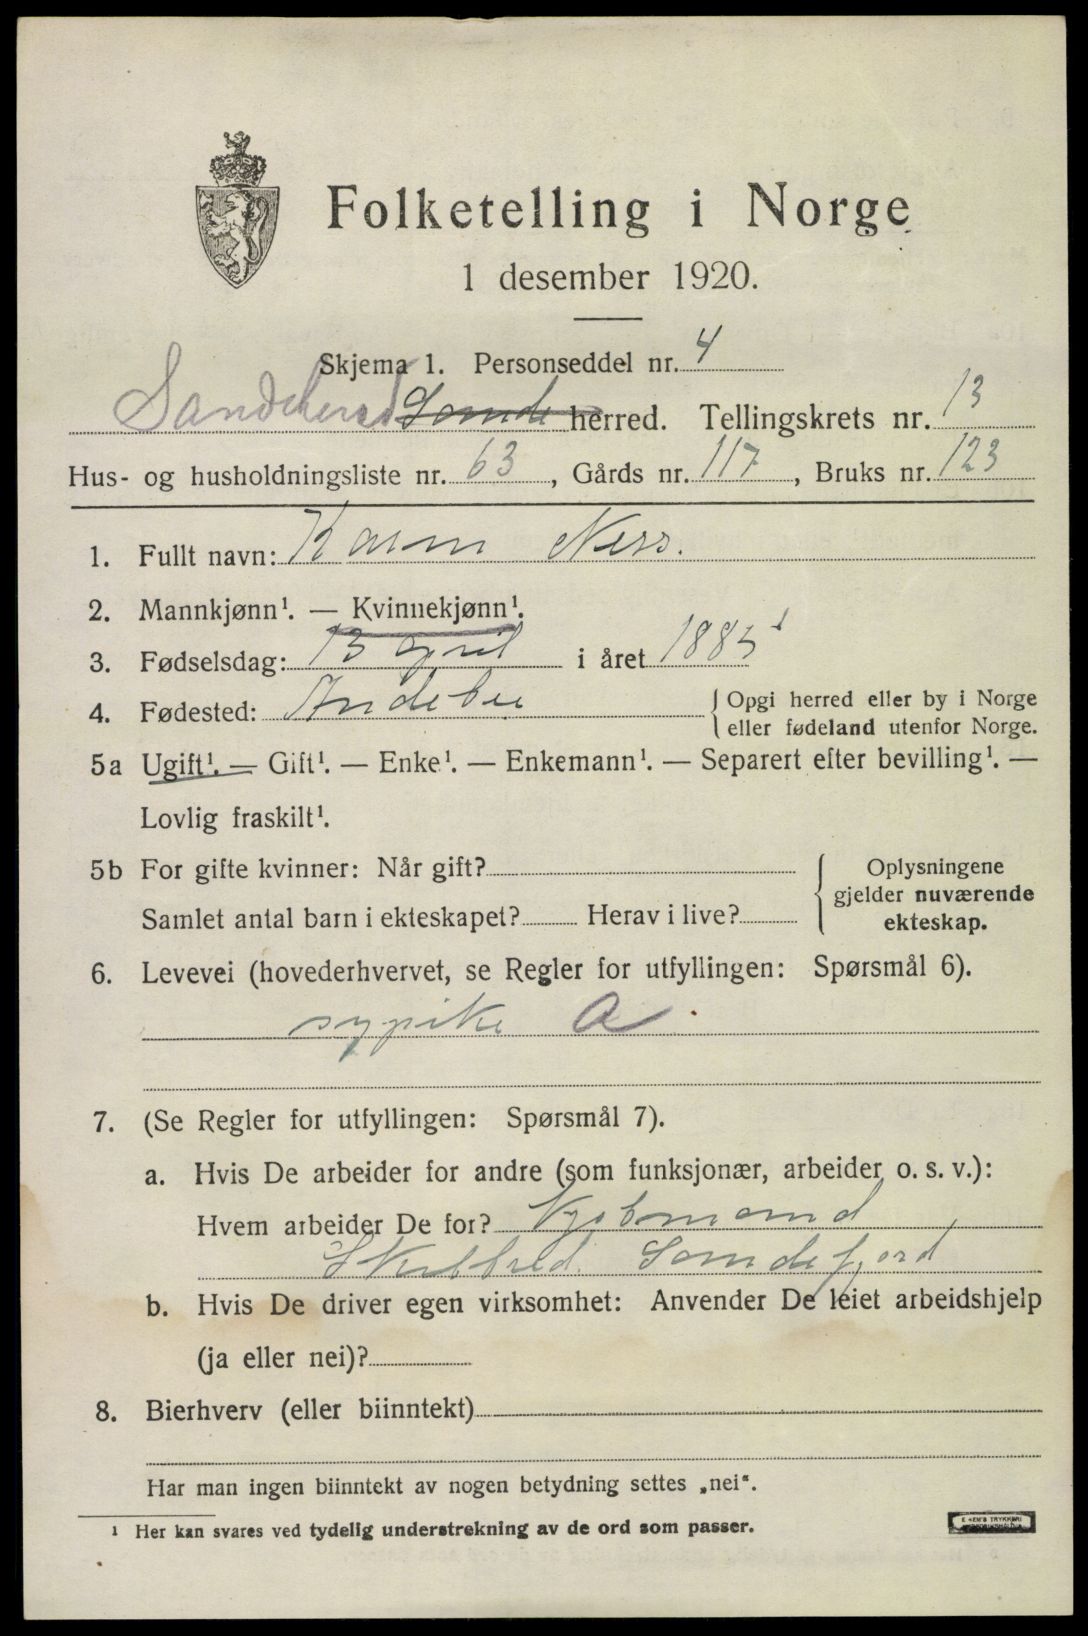 Folketelling i Norge
1 desember 1920.
Skjema 1. Personseddel nr. 4
Sandeherred Sande herred. Tellingskrets nr. 13
Hus- og husholdningsliste nr. 63, Gårds nr. 117, Bruks nr. 123
1. Fullt navn: Karen Ness.
2. Mannkjønn¹. — Kvinnekjønn¹.
3. Fødselsdag: 13 april i året 1885
4. Fødested: Andebu { Opgi herred eller by i Norge
eller fødeland utenfor Norge.
5a Ugift¹. — Gift¹. — Enke¹. — Enkemann¹. — Separert efter bevilling¹. —
Lovlig fraskilt¹.
5b For gifte kvinner: Når gift? { Oplysningene
gjelder nuværende
ekteskap.
Samlet antal barn i ekteskapet? Herav i live?
6. Levevei (hovederhvervet, se Regler for utfyllingen: Spørsmål 6).
sypike A
7. (Se Regler for utfyllingen: Spørsmål 7).
a. Hvis De arbeider for andre (som funksjonær, arbeider, o. s. v.):
Hvem arbeider De for? Kjøbmand
Skubbred. Sandefjord
b. Hvis De driver egen virksomhet: Anvender De leiet arbeidshjelp
(ja eller nei)?
8. Bierhverv (eller biinntekt)
Har man ingen biinntekt av nogen betydning settes „nei“.
¹ Her kan svares ved tydelig understrekning av de ord som passer.